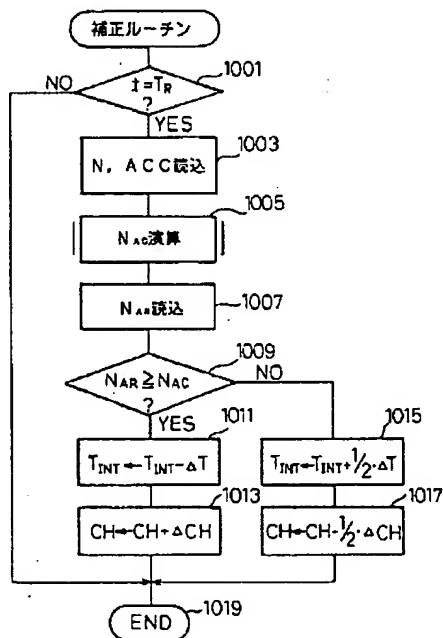 補正ルーチン
1001
NO
t=TR
?
YES
1003
N, ACC読込
1005
NAC演算
NAR読込
1007
1009
NAR≧NAC
?
NO
YES
1011
1015
TINT←TINT-ΔT
TINT←TINT+1/2・ΔT
1013
1017
CH←CH+ΔCH
CH←CH-1/2・ΔCH
END
1019